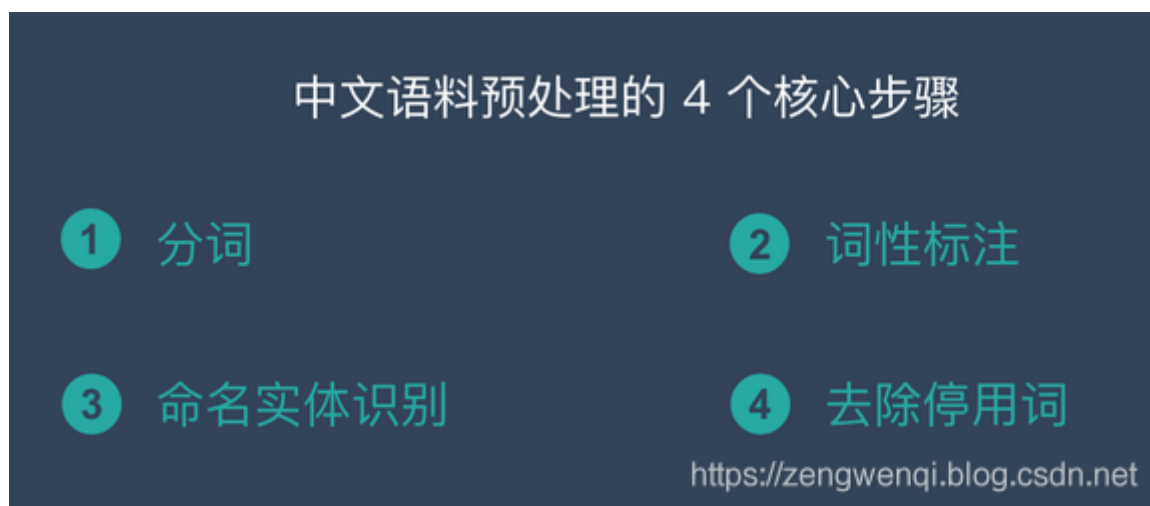 中文语料预处理的 4 个核心步骤
1 分词
2 词性标注
3 命名实体识别
4 去除停用词
https://zengwenqi.blog.csdn.net